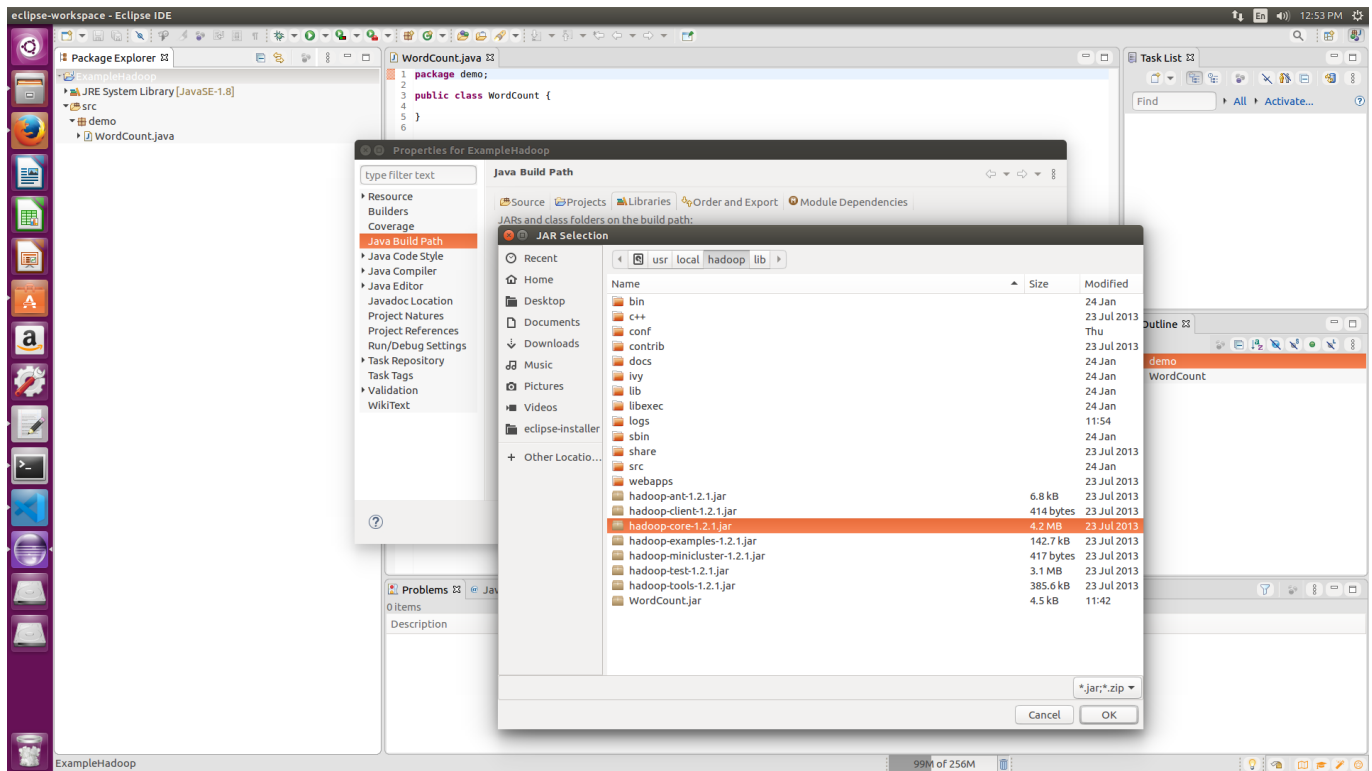 eclipse-workspace - Eclipse IDE
En
12:53 PM
Package Explorer
ExampleHadoop
JRE System Library [JavaSE-1.8]
src
demo
WordCount.java
WordCount.java
1 package demo;
2
3 public class WordCount {
4
5 }
6
Task List
Find
All
Activate...
Properties for ExampleHadoop
type filter text
Resource
Builders
Coverage
Java Build Path
Java Code Style
Java Compiler
Java Editor
Javadoc Location
Project Natures
Project References
Run/Debug Settings
Task Repository
Task Tags
Validation
WikiText
Java Build Path
Source
Projects
Libraries
Order and Export
Module Dependencies
JARs and class folders on the build path:
JAR Selection
Recent
Home
Desktop
Documents
Downloads
Music
Pictures
Videos
eclipse-installer
+ Other Locatio...
usr local hadoop lib
Name Size Modified
bin 24 Jan
c++ 23 Jul 2013
conf Thu
contrib 23 Jul 2013
docs 24 Jan
ivy 24 Jan
lib 24 Jan
libexec 24 Jan
logs 11:54
sbin 24 Jan
share 23 Jul 2013
src 24 Jan
webapps 23 Jul 2013
hadoop-ant-1.2.1.jar 6.8 kB 23 Jul 2013
hadoop-client-1.2.1.jar 414 bytes 23 Jul 2013
hadoop-core-1.2.1.jar 4.2 MB 23 Jul 2013
hadoop-examples-1.2.1.jar 142.7 kB 23 Jul 2013
hadoop-minicluster-1.2.1.jar 417 bytes 23 Jul 2013
hadoop-test-1.2.1.jar 3.1 MB 23 Jul 2013
hadoop-tools-1.2.1.jar 385.6 kB 23 Jul 2013
WordCount.jar 4.5 kB 11:42
*.jar;*.zip
Cancel
OK
Outline
demo
WordCount
Problems
Jav
0 items
Description
ExampleHadoop
99M of 256M